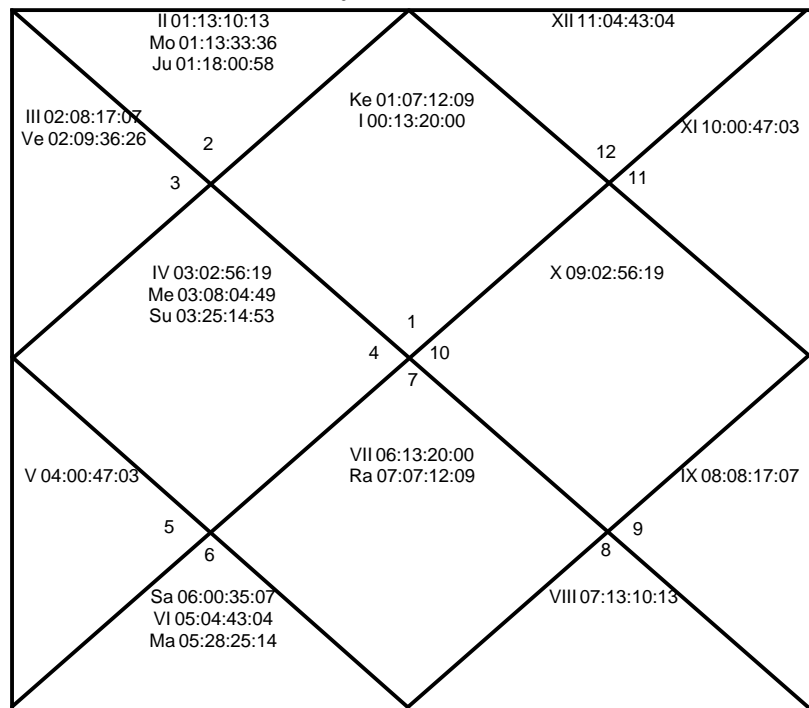 II 01:13:10:13
Mo 01:13:33:36
Ju 01:18:00:58
XII 11:04:43:04
Ke 01:07:12:09
I 00:13:20:00
III 02:08:17:07
Ve 02:09:36:26
XI 10:00:47:03
2
12
3
11
IV 03:02:56:19
Me 03:08:04:49
Su 03:25:14:53
X 09:02:56:19
1
4
10
7
VII 06:13:20:00
Ra 07:07:12:09
V 04:00:47:03
IX 08:08:17:07
5
9
6
8
Sa 06:00:35:07
VI 05:04:43:04
Ma 05:28:25:14
VIII 07:13:10:13